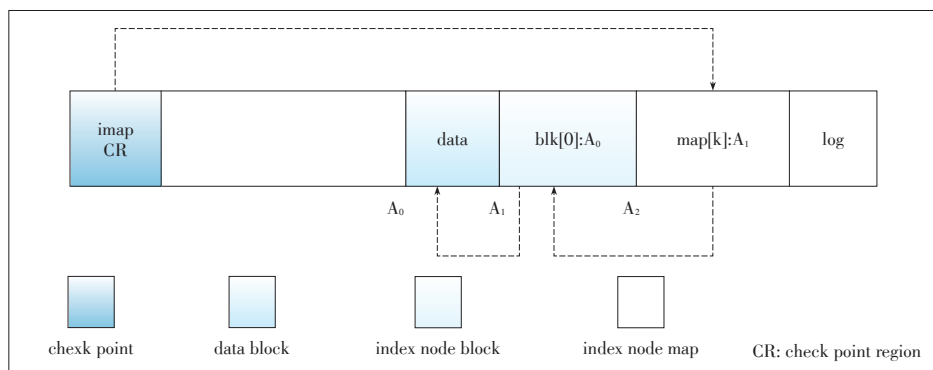 imap
CR
data
blk[0]:A₀
map[k]:A₁
log
A₀
A₁
A₂
chexk point
data block
index node block
index node map
CR: check point region